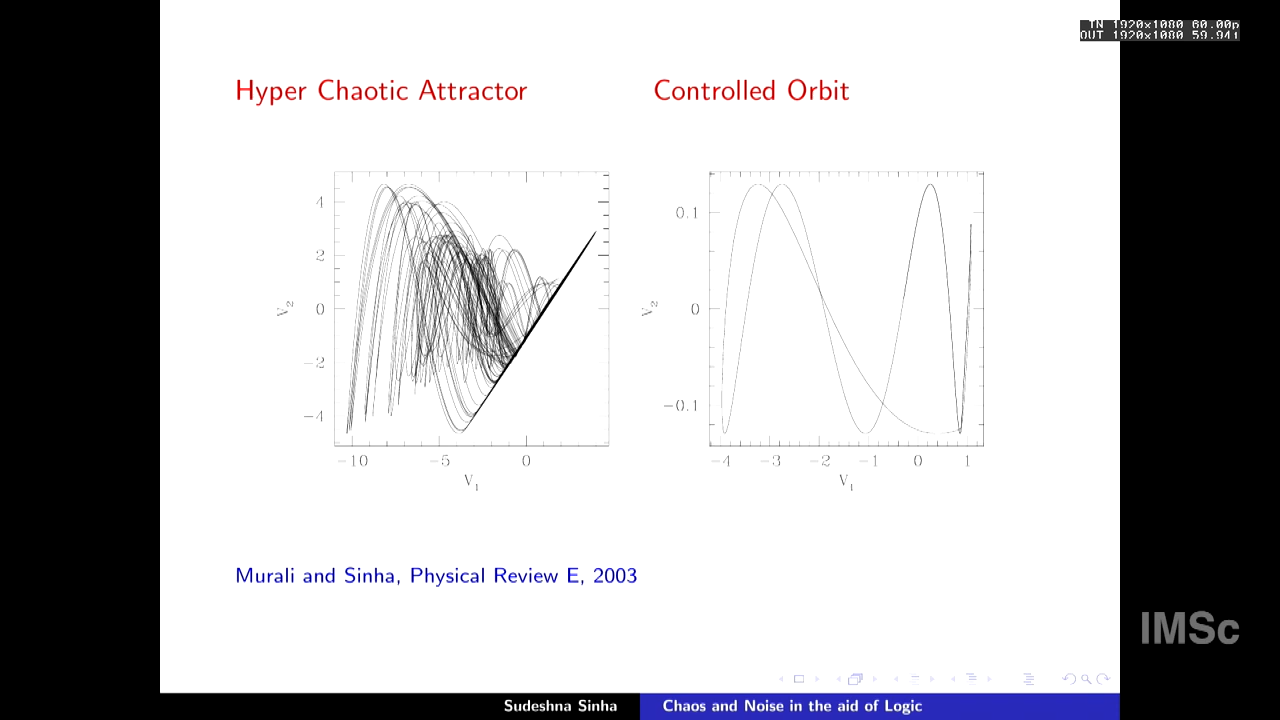 IN 1920x1080 60.00p
OUT 1920x1080 59.94i
Hyper Chaotic Attractor
Controlled Orbit
4
2
0
−2
−4
V2
−10 −5 0
V1
0.1
0
−0.1
V2
−4 −3 −2 −1 0 1
V1
Murali and Sinha, Physical Review E, 2003
IMSc
Sudeshna Sinha
Chaos and Noise in the aid of Logic